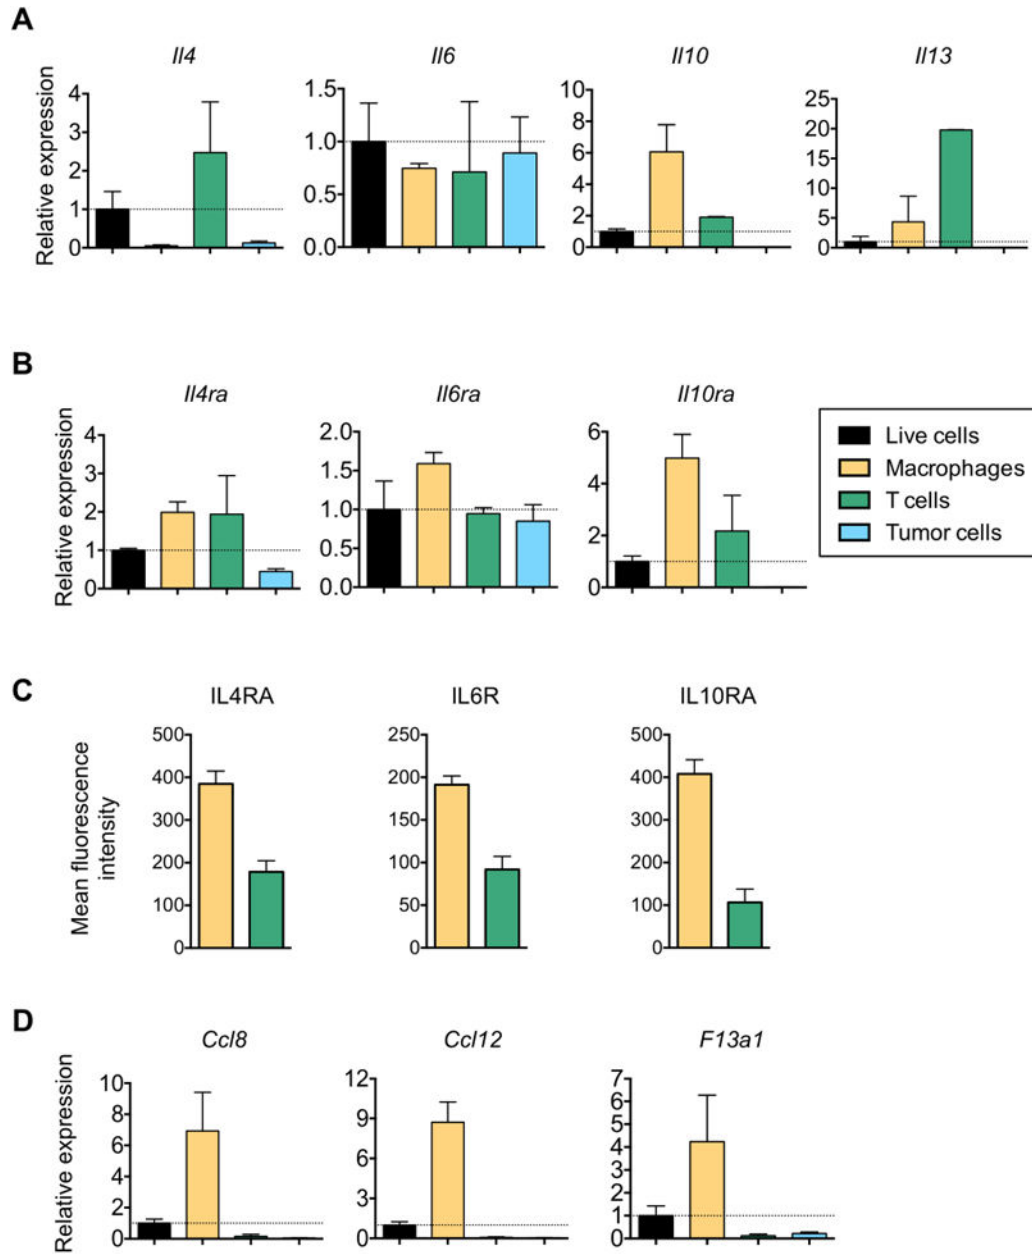 A
Il4 Il6 Il10 Il13
Relative expression
4 3 2 1 0
1.5 1.0 0.5 0.0
10 8 6 4 2 0
25 20 15 10 5 0
B
Il4ra Il6ra Il10ra
Relative expression
4 3 2 1 0
2.0 1.5 1.0 0.5 0.0
6 4 2 0
Live cells
Macrophages
T cells
Tumor cells
C
IL4RA IL6R IL10RA
Mean fluorescence
intensity
500 400 300 200 100 0
250 200 150 100 50 0
500 400 300 200 100 0
D
Ccl8 Ccl12 F13a1
Relative expression
10 8 6 4 2 0
12 9 6 3 0
7 6 5 4 3 2 1 0